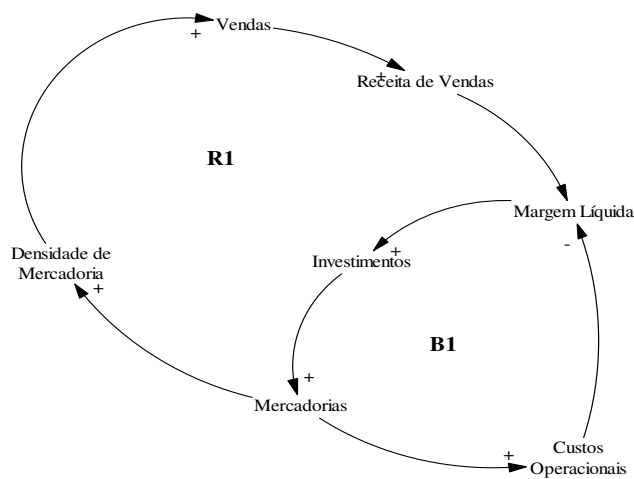 Vendas
+
+
Receita de Vendas
R1
Margem Líquida
-
Densidade de
Mercadoria
+
Investimentos
+
B1
+
Mercadorias
+
Custos
Operacionais